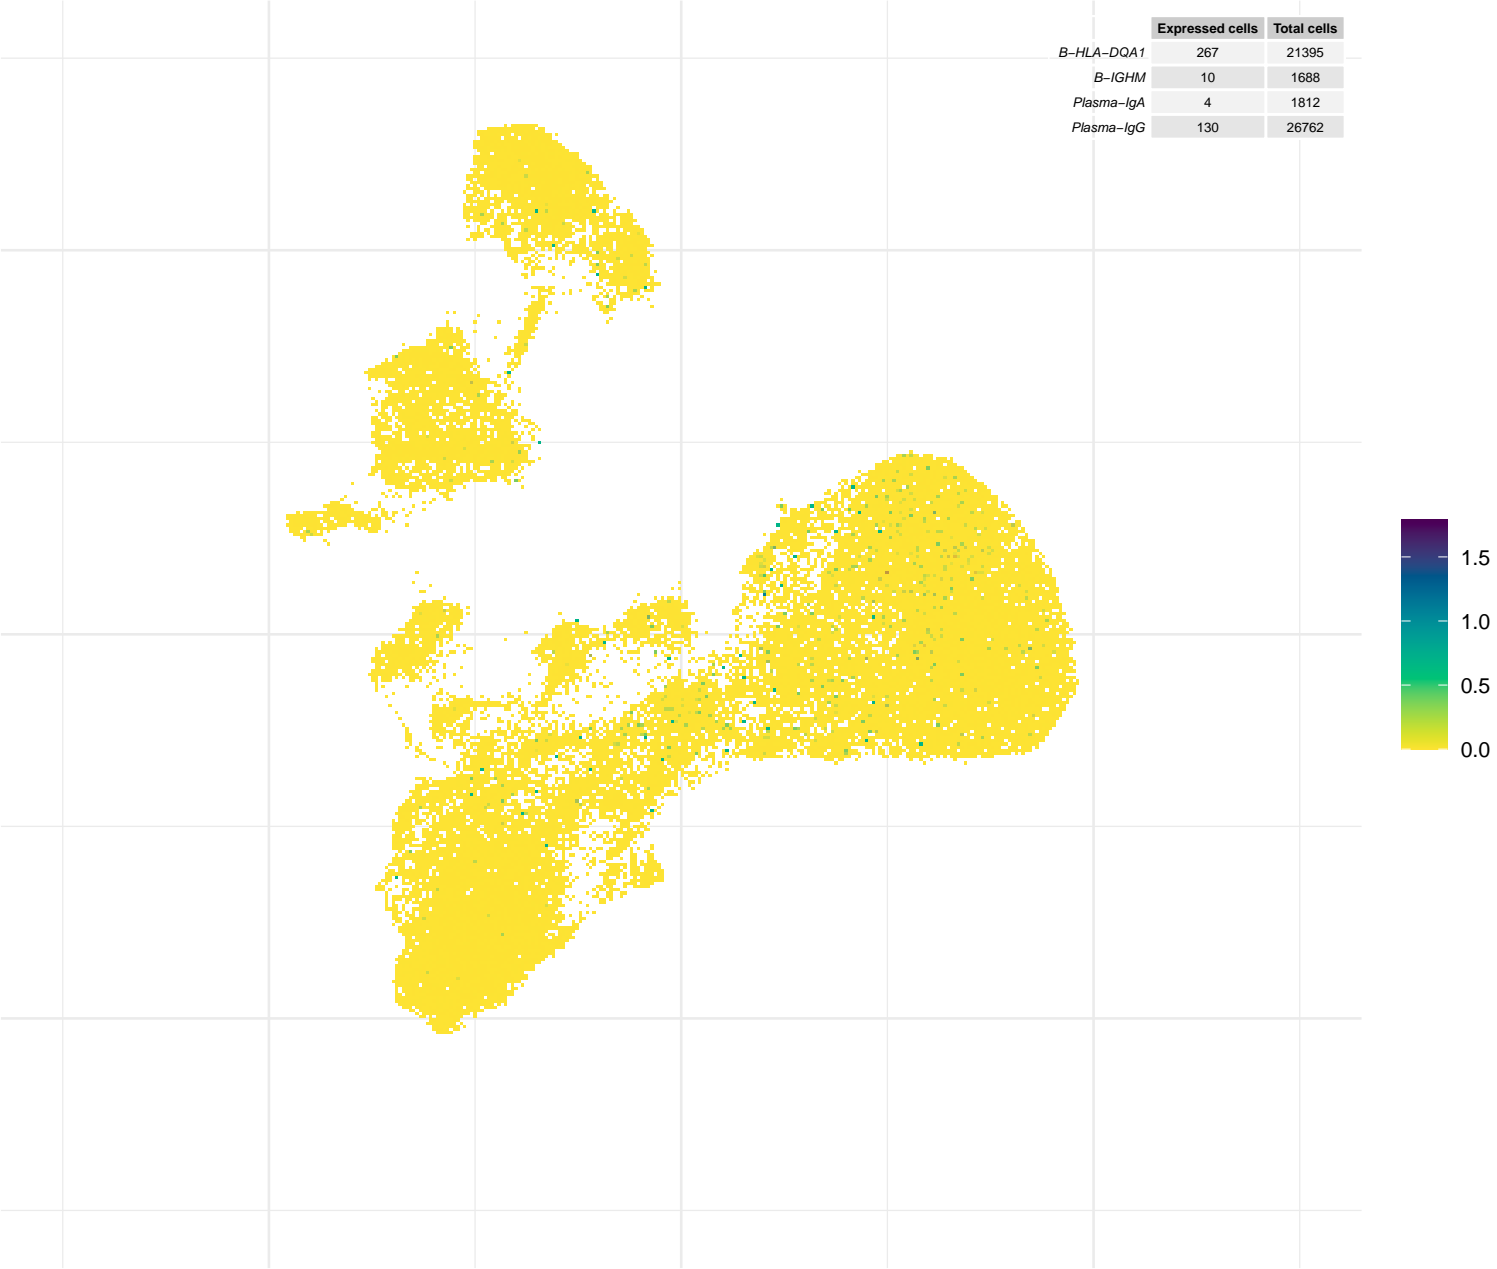 Expressed cells Total cells
B−HLA−DQA1 267 21395
B−IGHM 10 1688
Plasma−IgA 4 1812
Plasma−IgG 130 26762
1.5
1.0
0.5
0.0